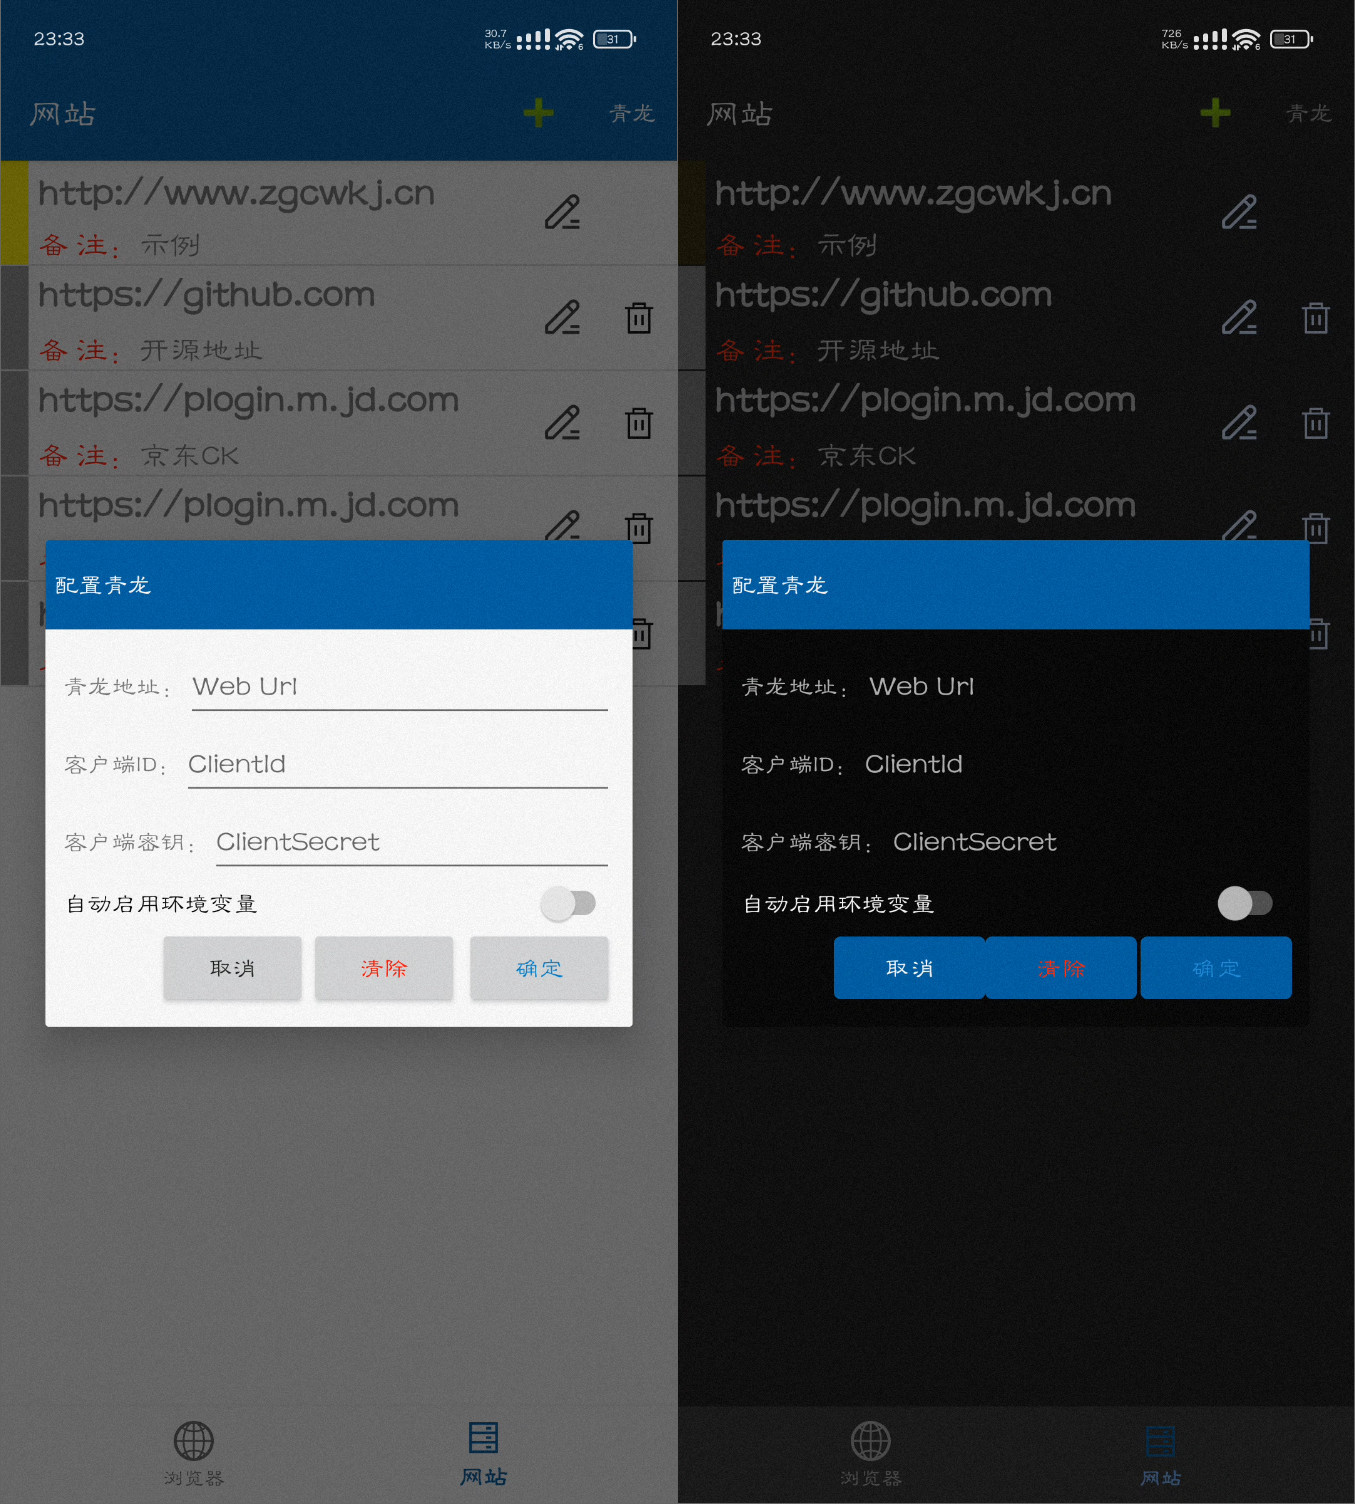 23:33
30.7
KB/s
6
31
网站
青龙
http://www.zgcwkj.cn
备注：示例
https://github.com
备注：开源地址
https://plogin.m.jd.com
备注：京东CK
https://plogin.m.jd.com
配置青龙
青龙地址：Web Url
客户端ID：ClientId
客户端密钥：ClientSecret
自动启用环境变量
取消
清除
确定
浏览器
网站
23:33
726
KB/s
6
31
网站
青龙
http://www.zgcwkj.cn
备注：示例
https://github.com
备注：开源地址
https://plogin.m.jd.com
备注：京东CK
https://plogin.m.jd.com
配置青龙
青龙地址：Web Url
客户端ID：ClientId
客户端密钥：ClientSecret
自动启用环境变量
取消
清除
确定
浏览器
网站